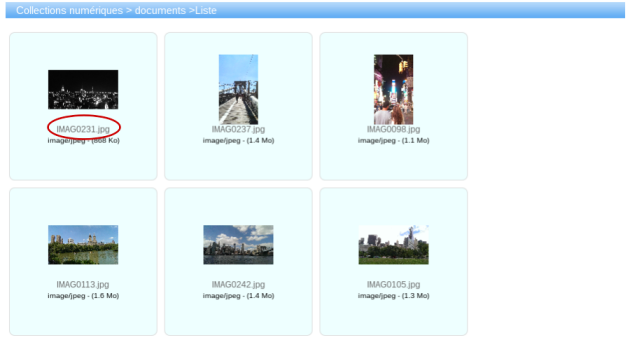 Collections numériques > documents >Liste
IMAG0231.jpg
image/jpeg - (868 Ko)
IMAG0237.jpg
image/jpeg - (1.4 Mo)
IMAG0098.jpg
image/jpeg - (1.1 Mo)
IMAG0113.jpg
image/jpeg - (1.6 Mo)
IMAG0242.jpg
image/jpeg - (1.4 Mo)
IMAG0105.jpg
image/jpeg - (1.3 Mo)